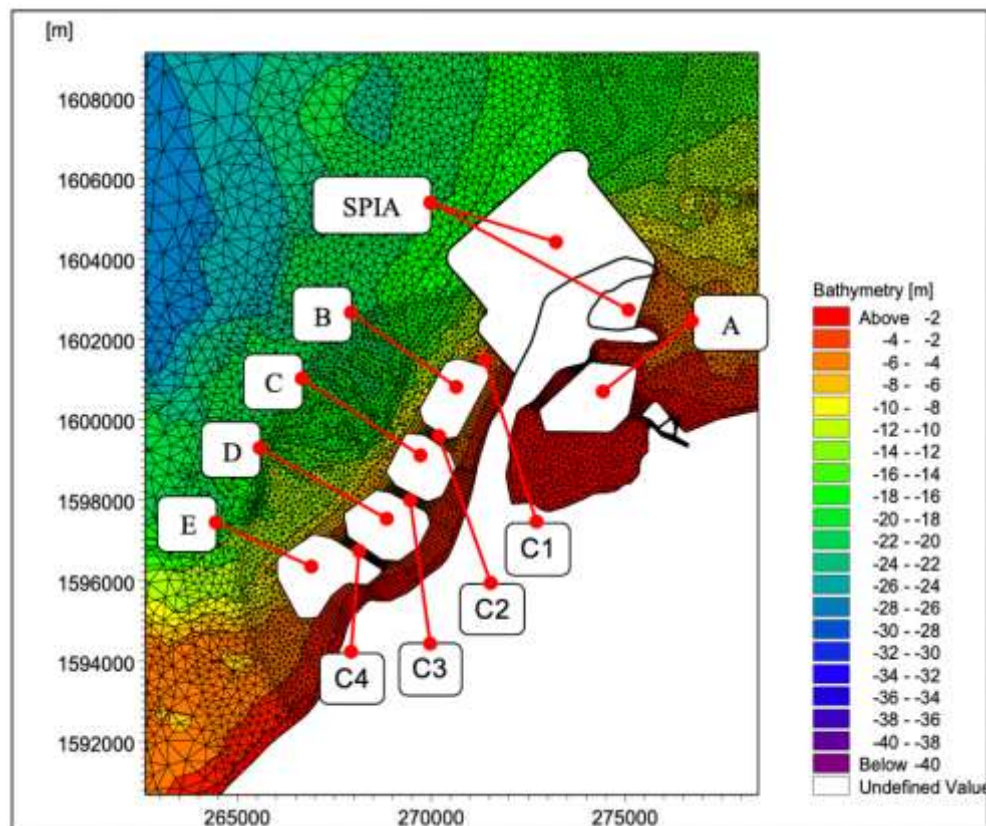 [m]
1608000
1606000
1604000
1602000
1600000
1598000
1596000
1594000
1592000
265000 270000 275000
SPIA
A
B
C
D
E
C1
C2
C3
C4
Bathymetry [m]
Above -2
-4 - -2
-6 - -4
-8 - -6
-10 - -8
-12 - -10
-14 - -12
-16 - -14
-18 - -16
-20 - -18
-22 - -20
-24 - -22
-26 - -24
-28 - -26
-30 - -28
-32 - -30
-34 - -32
-36 - -34
-38 - -36
-40 - -38
Below -40
Undefined Value